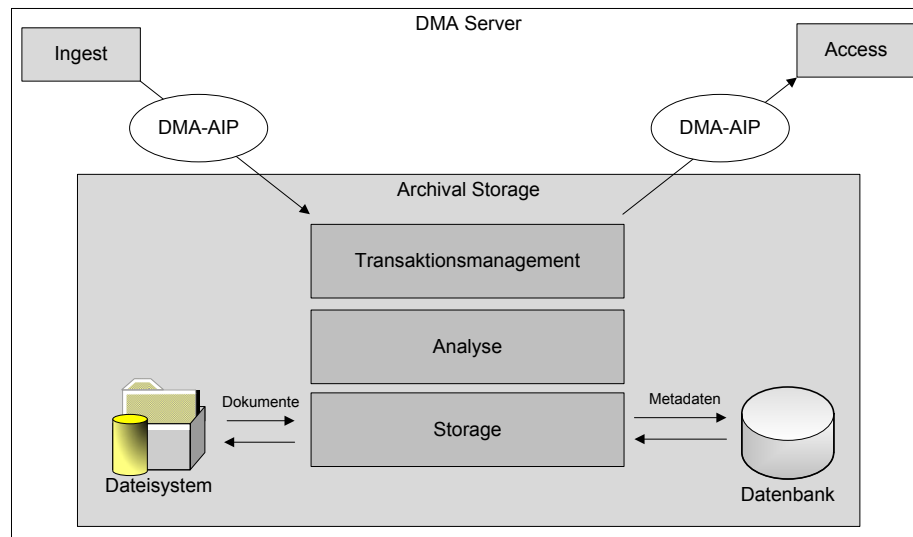 DMA Server
Ingest
Access
DMA-AIP
DMA-AIP
Archival Storage
Transaktionsmanagement
Analyse
Dokumente
Metadaten
Storage
Dateisystem
Datenbank